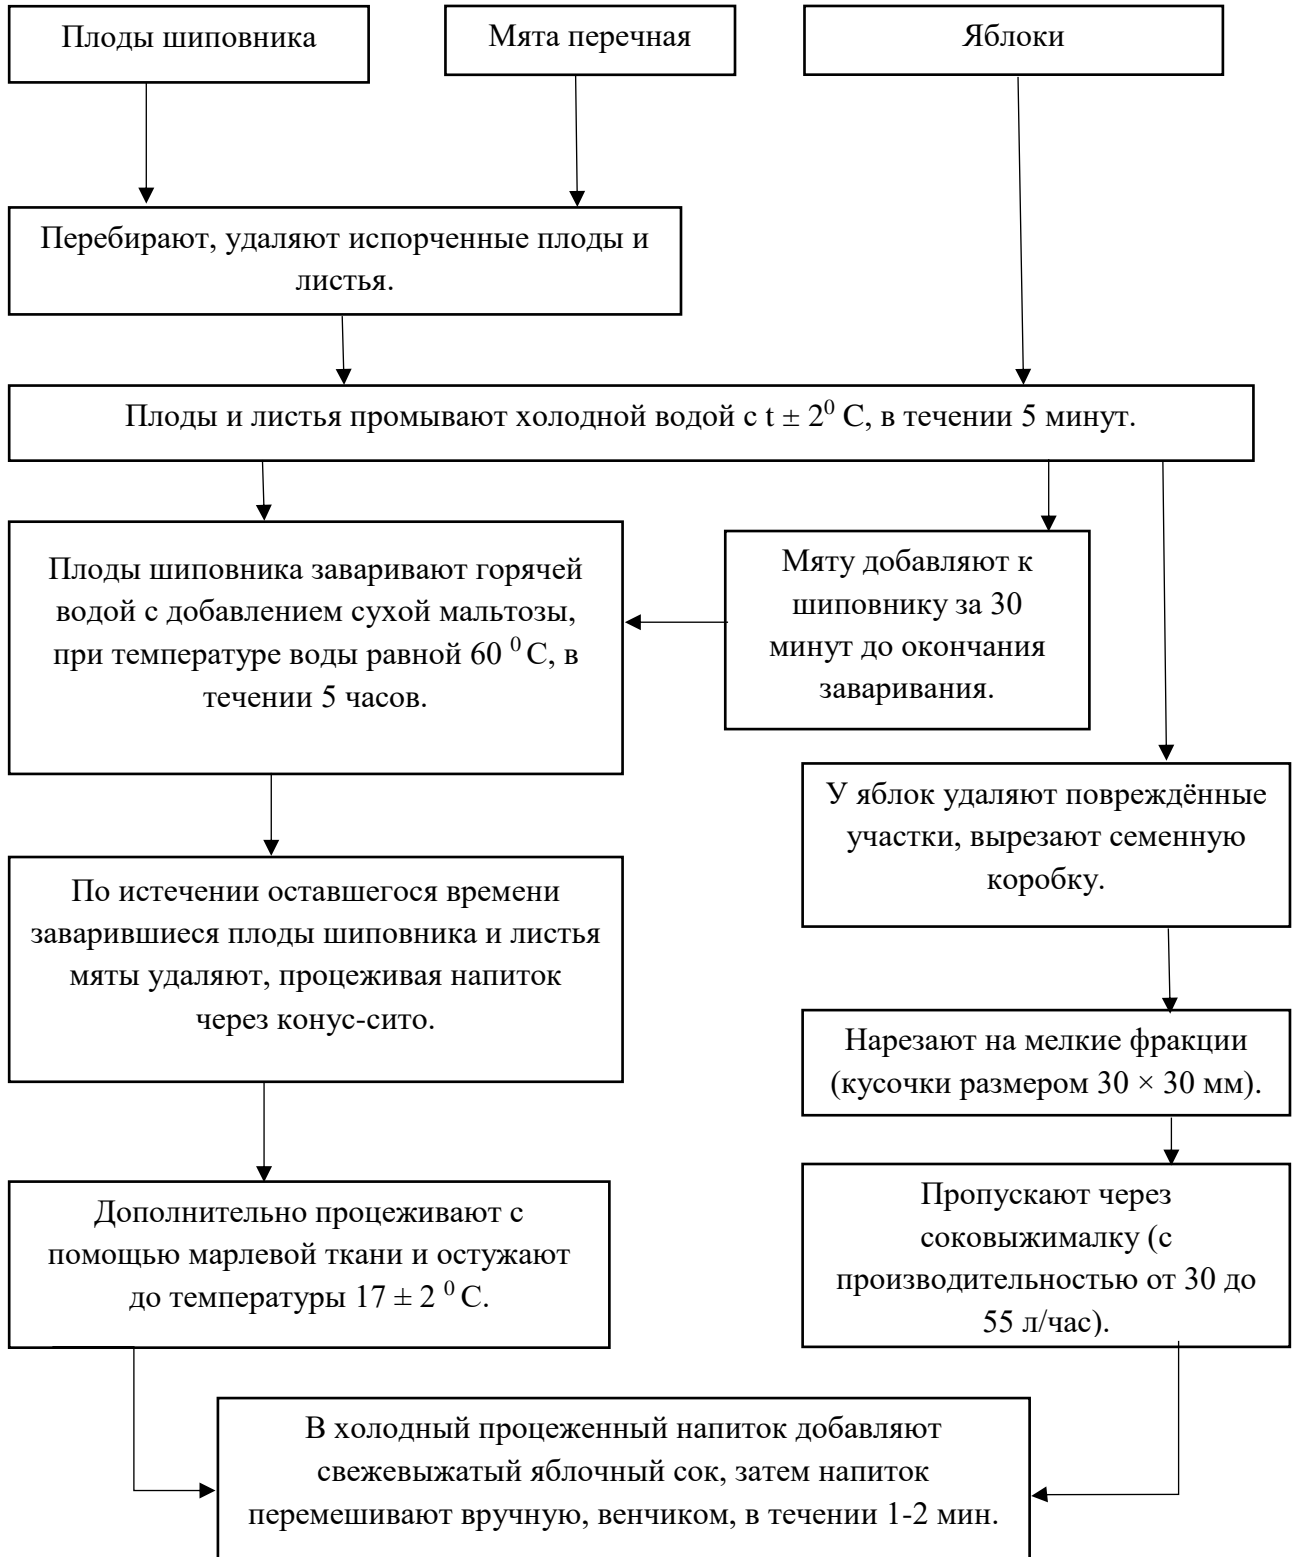 Плоды шиповника
Мята перечная
Яблоки
Перебирают, удаляют испорченные плоды и
листья.
Плоды и листья промывают холодной водой с t ± 2⁰ С, в течении 5 минут.
Плоды шиповника заваривают горячей
водой с добавлением сухой мальтозы,
при температуре воды равной 60 ⁰ С, в
течении 5 часов.
Мяту добавляют к
шиповнику за 30
минут до окончания
заваривания.
У яблок удаляют повреждённые
участки, вырезают семенную
коробку.
По истечении оставшегося времени
заварившиеся плоды шиповника и листья
мяты удаляют, процеживая напиток
через конус-сито.
Нарезают на мелкие фракции
(кусочки размером 30 × 30 мм).
Дополнительно процеживают с
помощью марлевой ткани и остужают
до температуры 17 ± 2 ⁰ С.
Пропускают через
соковыжималку (с
производительностью от 30 до
55 л/час).
В холодный процеженный напиток добавляют
свежевыжатый яблочный сок, затем напиток
перемешивают вручную, венчиком, в течении 1-2 мин.